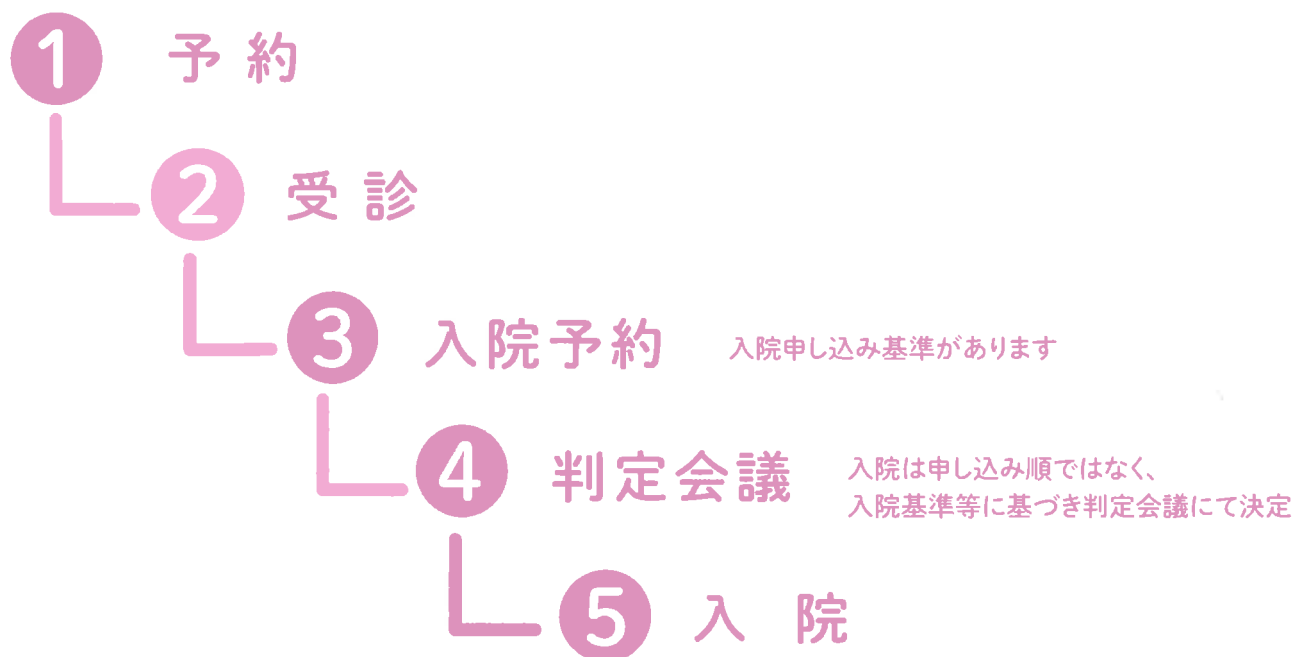 1 予約
2 受診
3 入院予約 入院申し込み基準があります
4 判定会議 入院は申し込み順ではなく、
入院基準等に基づき判定会議にて決定
5 入院